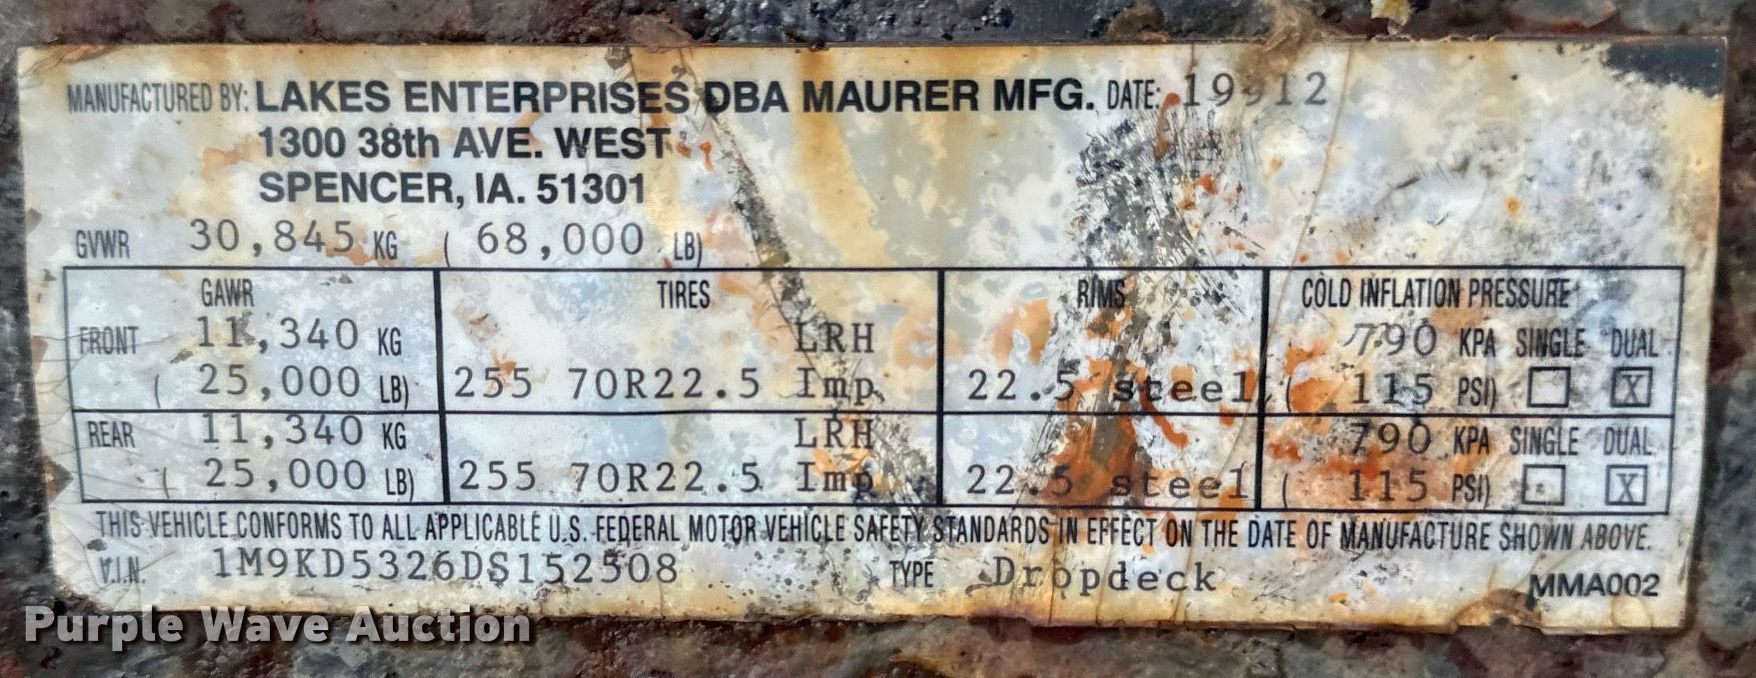 MANUFACTURED BY: LAKES ENTERPRISES DBA MAURER MFG. DATE: 19-12
1300 38th AVE. WEST
SPENCER, IA. 51301
GVWR 30,845 KG ( 68,000 LB)
GAWR TIRES RIMS COLD INFLATION PRESSURE
FRONT 11,340 KG LRH 790 KPA SINGLE DUAL
( 25,000 LB) 255 70R22.5 Imp. 22.5 steel ( 115 PSI) X
REAR 11,340 KG LRH 790 KPA SINGLE DUAL
( 25,000 LB) 255 70R22.5 Imp 22.5 steel ( 115 PSI) X
THIS VEHICLE CONFORMS TO ALL APPLICABLE U.S. FEDERAL MOTOR VEHICLE SAFETY STANDARDS IN EFFECT ON THE DATE OF MANUFACTURE SHOWN ABOVE.
V.I.N. 1M9KD5326DS152508 TYPE Dropdeck MMA002
Purple Wave Auction